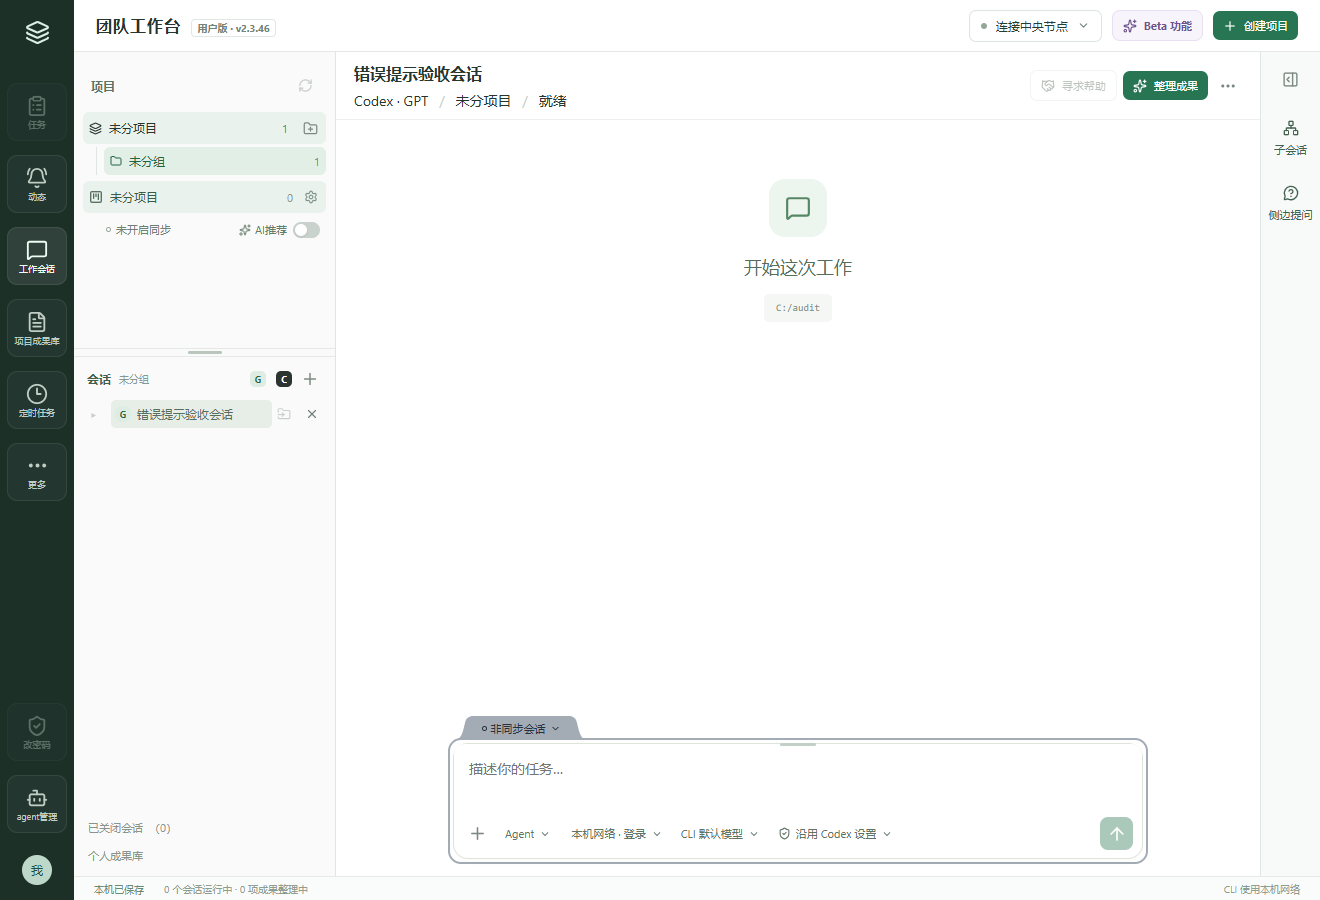 团队工作台 用户版 · v2.3.46
连接中央节点 Beta 功能 创建项目
任务
动态
工作会话
项目成果库
定时任务
更多
改密码
agent管理
我
项目
未分项目 1
未分组 1
未分项目 0
未开启同步 AI推荐
会话 未分组 G C
G 错误提示验收会话
已关闭会话 (0)
个人成果库
错误提示验收会话
Codex · GPT / 未分项目 / 就绪
寻求帮助 整理成果
开始这次工作
C:/audit
非同步会话
描述你的任务...
Agent 本机网络 · 登录 CLI 默认模型 沿用 Codex 设置
子会话
侧边提问
本机已保存 0 个会话运行中 · 0 项成果整理中 CLI 使用本机网络